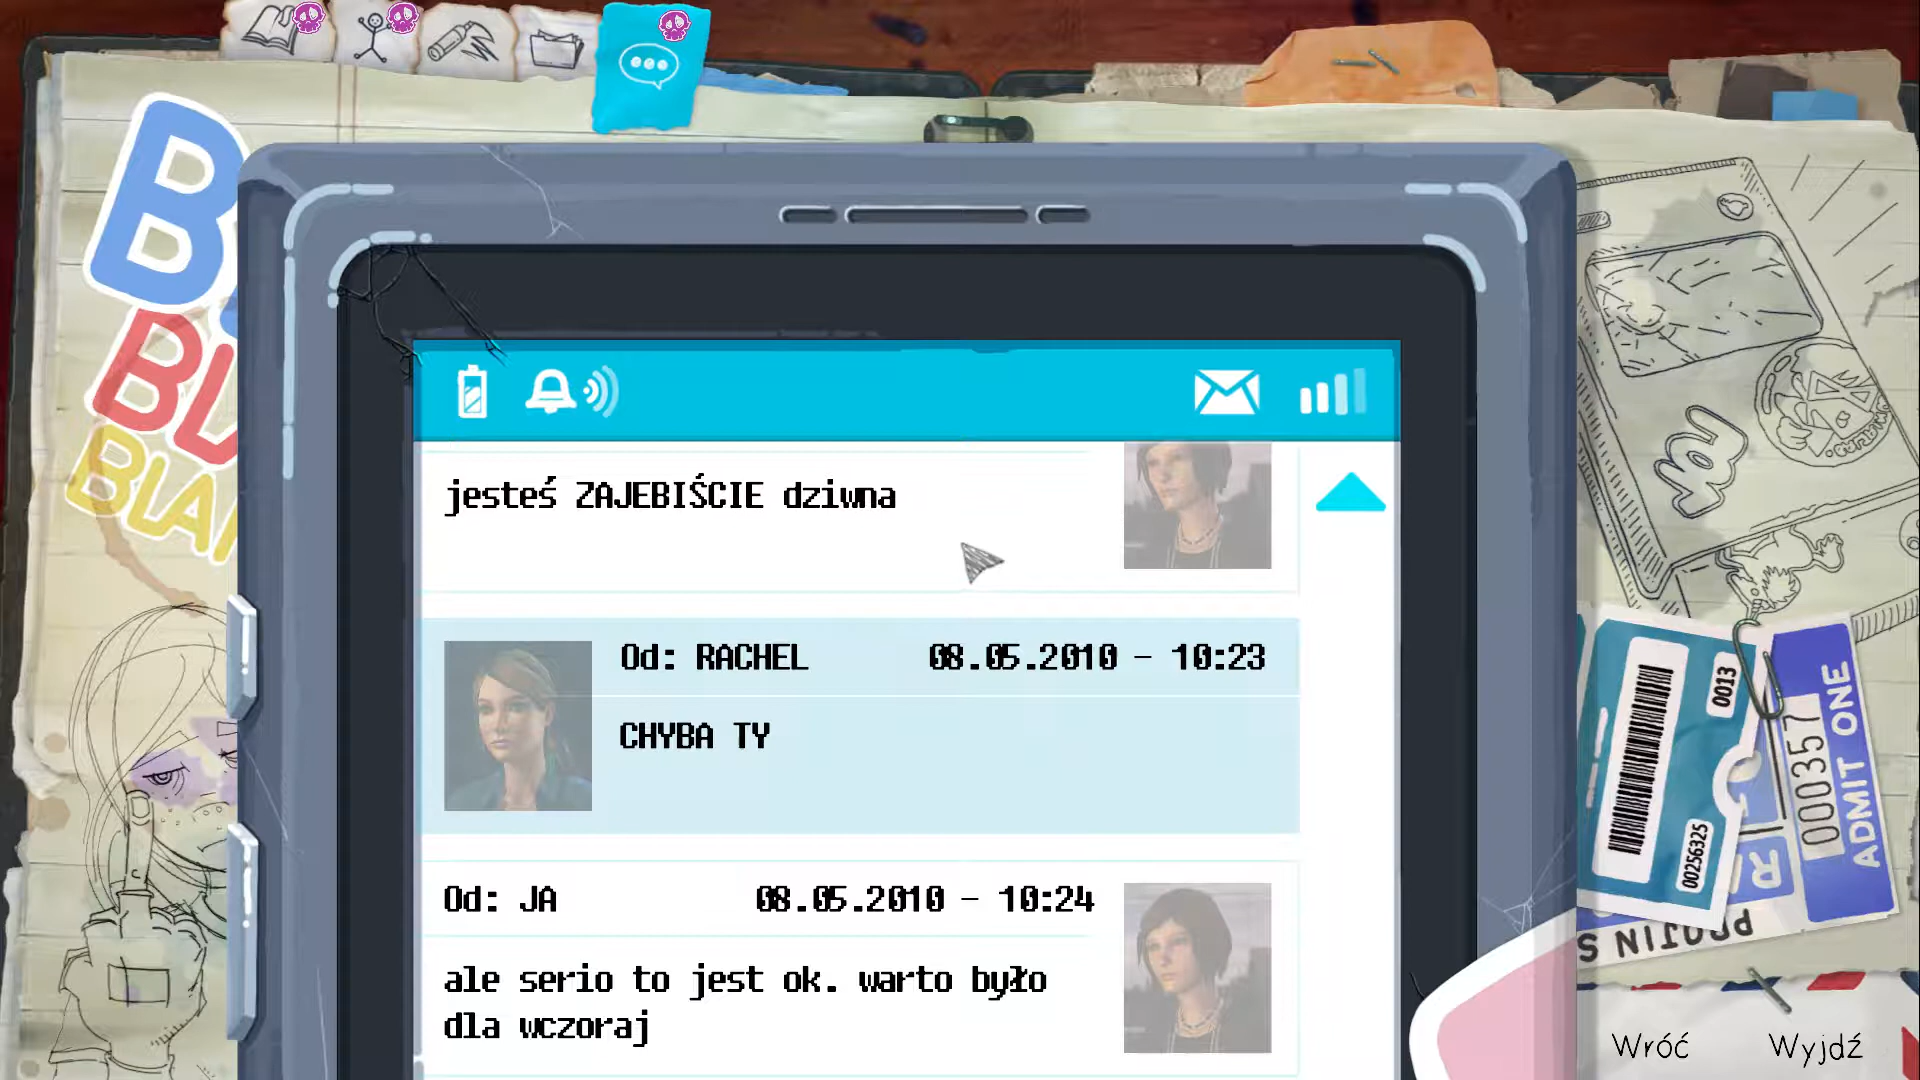 jesteś ZAJEBIŚCIE dziwna
Od: RACHEL 08.05.2010 - 10:23
CHYBA TY
Od: JA 08.05.2010 - 10:24
ale serio to jest ok. warto było
dla wczoraj
0013
00256325
000357
ADMIT ONE
Wróć Wyjdź